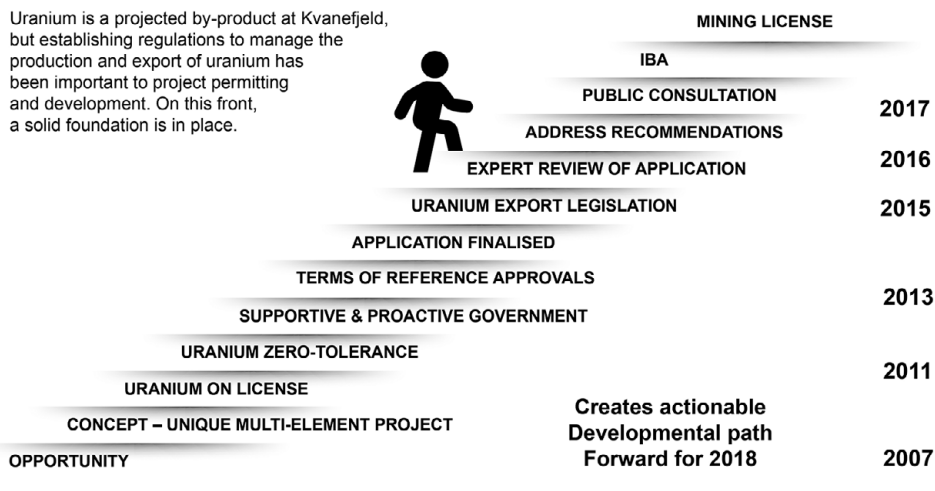 Uranium is a projected by-product at Kvanefjeld,
but establishing regulations to manage the
production and export of uranium has
been important to project permitting
and development. On this front,
a solid foundation is in place.
MINING LICENSE
IBA
PUBLIC CONSULTATION
2017
ADDRESS RECOMMENDATIONS
EXPERT REVIEW OF APPLICATION
2016
URANIUM EXPORT LEGISLATION
2015
APPLICATION FINALISED
TERMS OF REFERENCE APPROVALS
2013
SUPPORTIVE & PROACTIVE GOVERNMENT
URANIUM ZERO-TOLERANCE
2011
URANIUM ON LICENSE
CONCEPT – UNIQUE MULTI-ELEMENT PROJECT
OPPORTUNITY
2007
Creates actionable
Developmental path
Forward for 2018